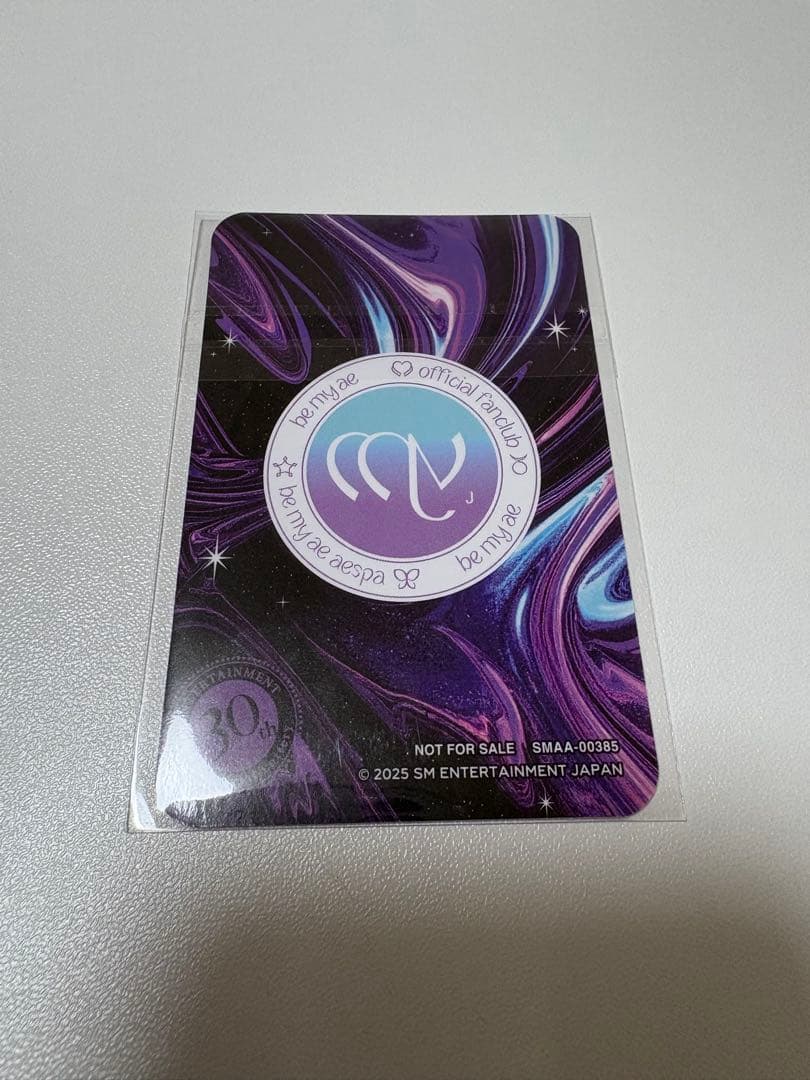 be my ae
official fanclub
be my ae
be my ae aespa
MY
J
30th
NOT FOR SALE SMAA-00385
© 2025 SM ENTERTAINMENT JAPAN